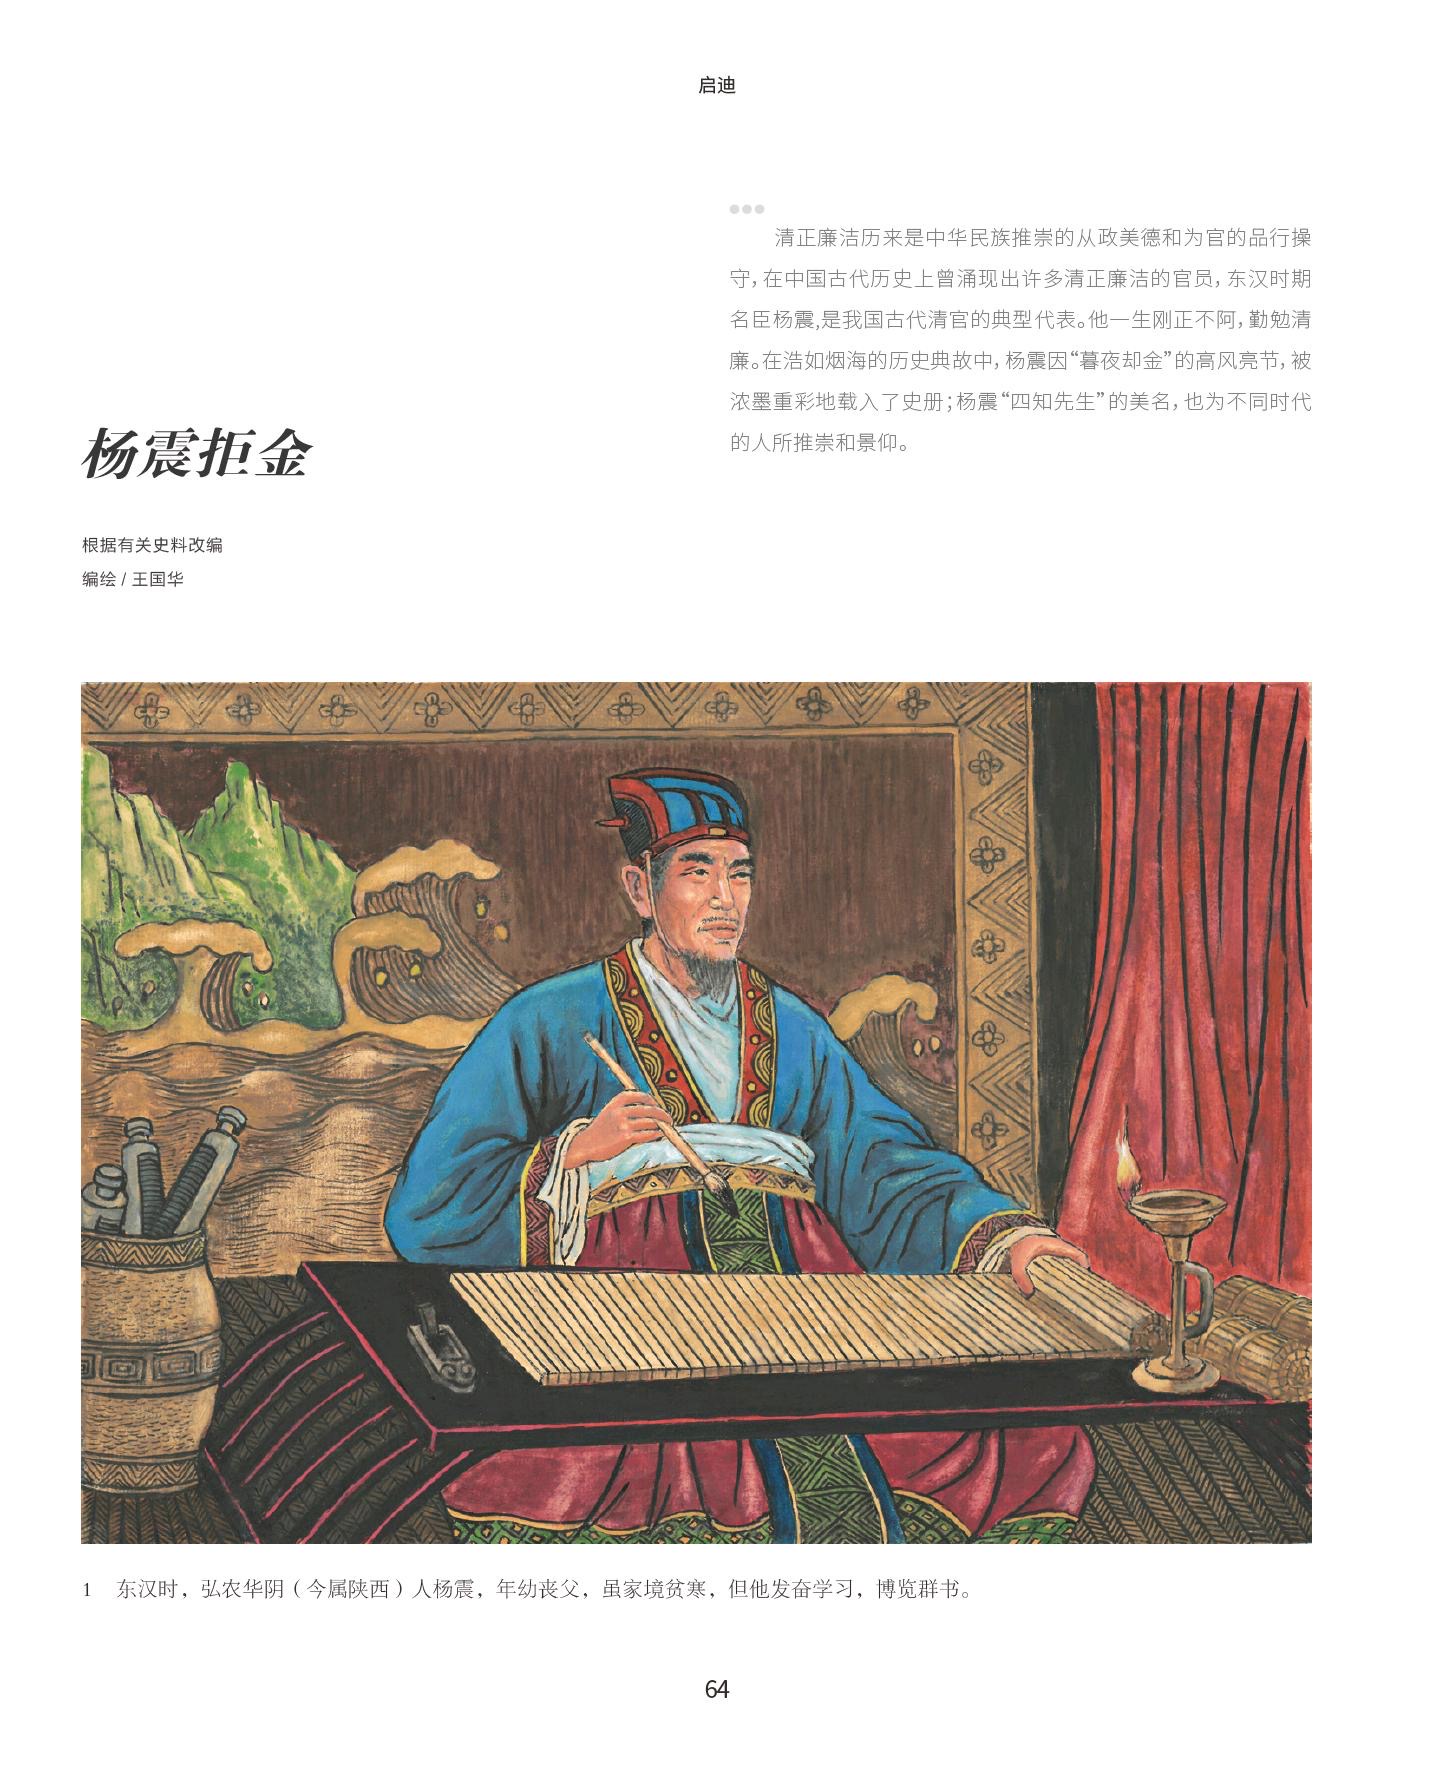 启迪
清正廉洁历来是中华民族推崇的从政美德和为官的品行操
守，在中国古代历史上曾涌现出许多清正廉洁的官员，东汉时期
名臣杨震,是我国古代清官的典型代表。他一生刚正不阿，勤勉清
廉。在浩如烟海的历史典故中，杨震因“暮夜却金”的高风亮节，被
浓墨重彩地载入了史册；杨震“四知先生”的美名，也为不同时代
的人所推崇和景仰。
杨震拒金
根据有关史料改编
编绘 / 王国华
1 东汉时，弘农华阴（今属陕西）人杨震，年幼丧父，虽家境贫寒，但他发奋学习，博览群书。
64